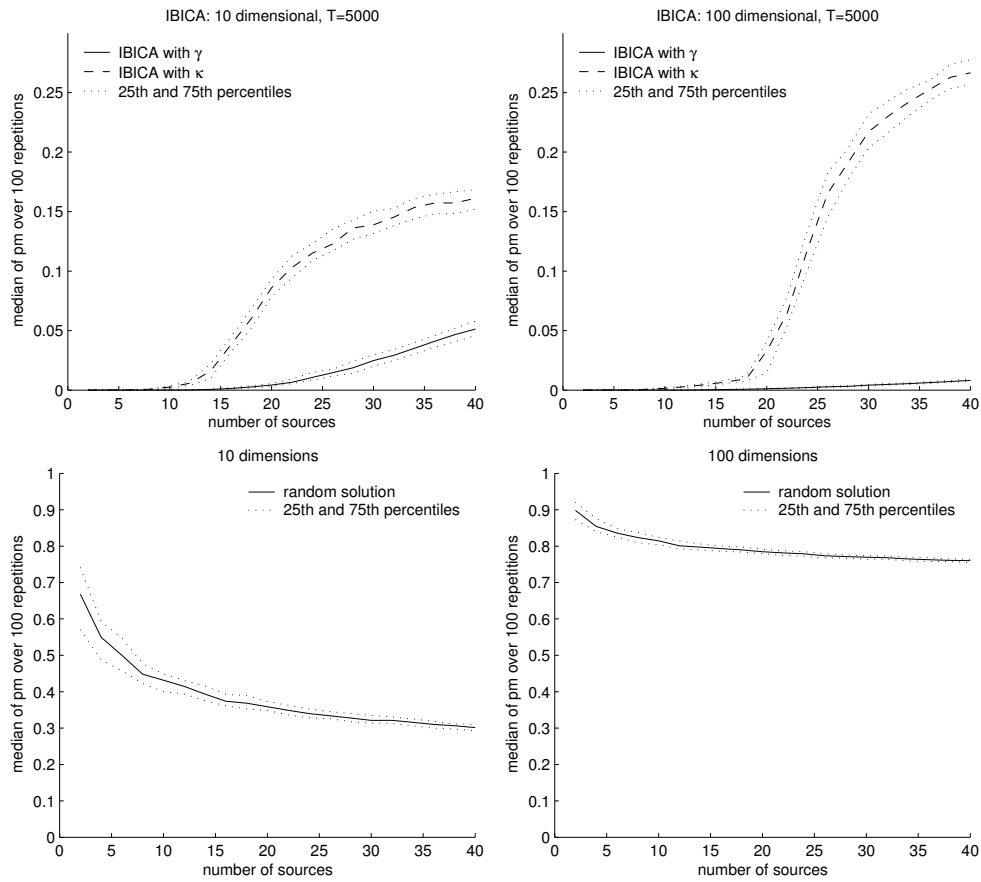 IBICA: 10 dimensional, T=5000
IBICA with γ
IBICA with κ
25th and 75th percentiles
median of pm over 100 repetitions
0.25
0.2
0.15
0.1
0.05
0
0 5 10 15 20 25 30 35 40
number of sources
IBICA: 100 dimensional, T=5000
IBICA with γ
IBICA with κ
25th and 75th percentiles
median of pm over 100 repetitions
0.25
0.2
0.15
0.1
0.05
0
0 5 10 15 20 25 30 35 40
number of sources
10 dimensions
random solution
25th and 75th percentiles
median of pm over 100 repetitions
1
0.9
0.8
0.7
0.6
0.5
0.4
0.3
0.2
0.1
0
0 5 10 15 20 25 30 35 40
number of sources
100 dimensions
random solution
25th and 75th percentiles
median of pm over 100 repetitions
1
0.9
0.8
0.7
0.6
0.5
0.4
0.3
0.2
0.1
0
0 5 10 15 20 25 30 35 40
number of sources